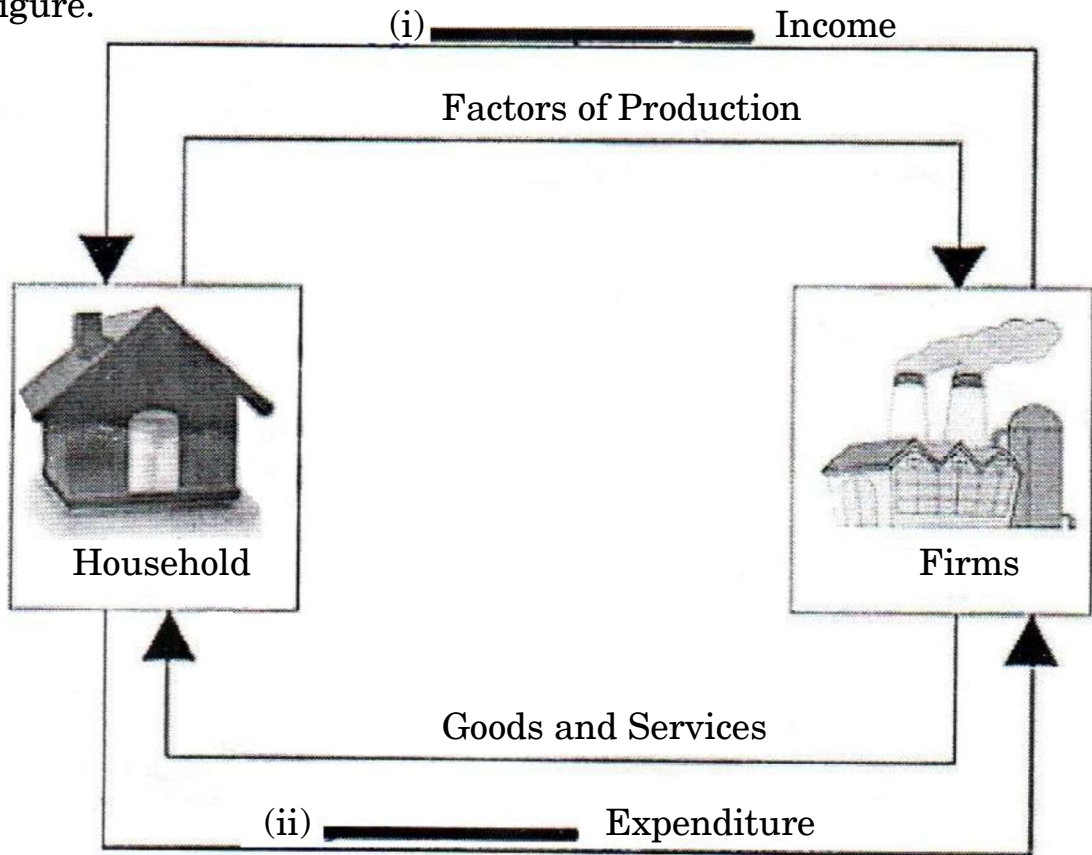 igure.
(i) Income
Factors of Production
Household
Firms
Goods and Services
(ii) Expenditure